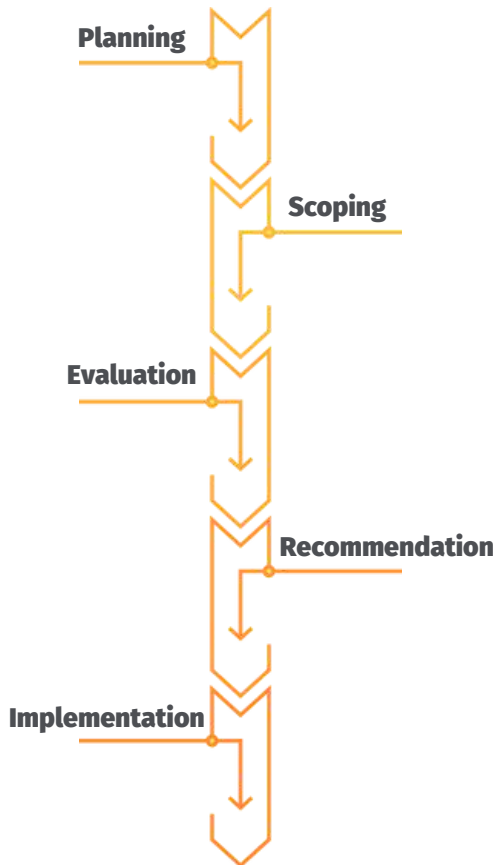 Planning
Scoping
Evaluation
Recommendation
Implementation